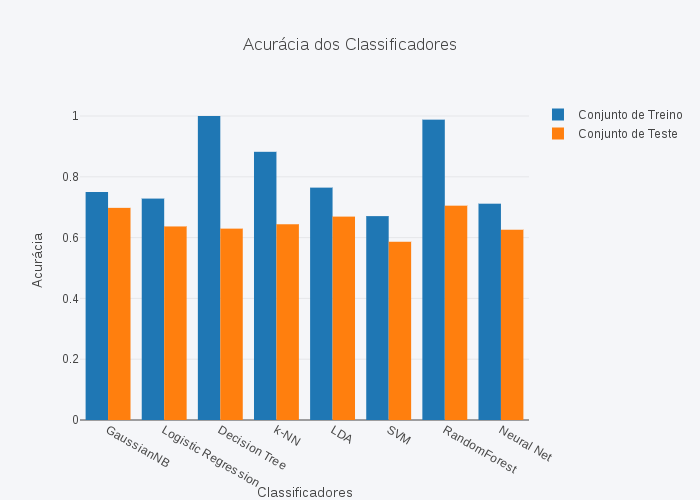 Acurácia dos Classificadores
Conjunto de Treino
Conjunto de Teste
Acurácia
1
0.8
0.6
0.4
0.2
0
GaussianNB
Logistic Regression
Decision Tree
k-NN
LDA
SVM
RandomForest
Neural Net
Classificadores